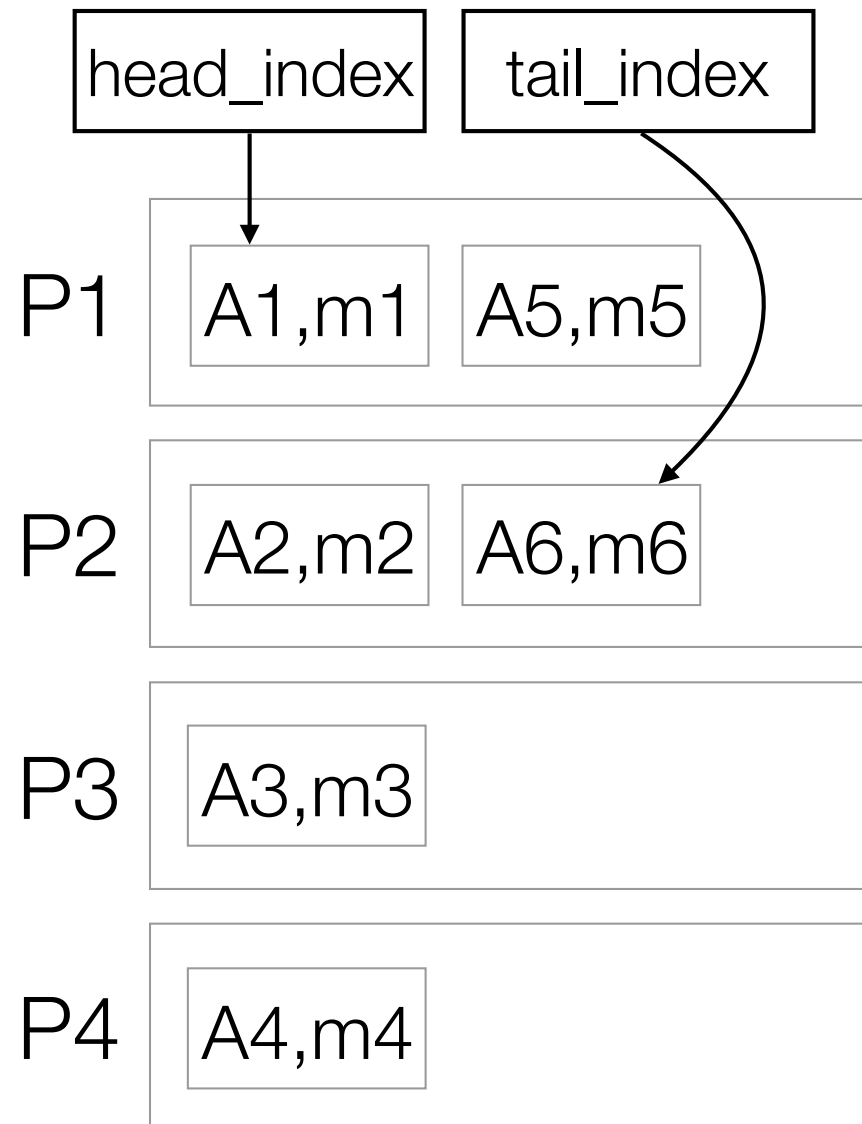 head_index tail_index
P1 A1,m1 A5,m5
P2 A2,m2 A6,m6
P3 A3,m3
P4 A4,m4